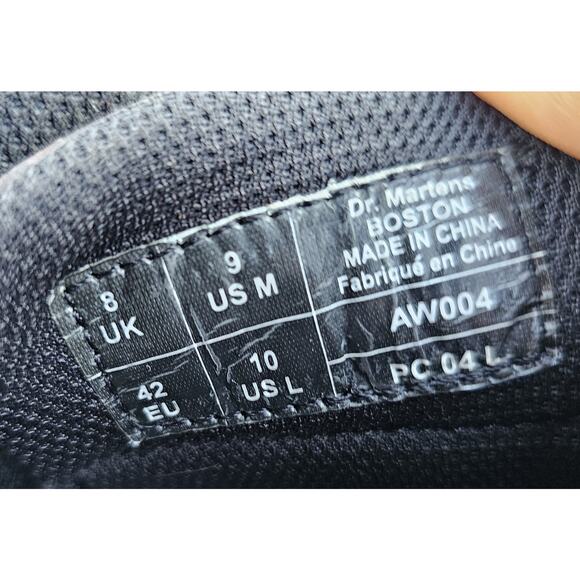 8
UK
9
US M
Dr. Martens
BOSTON
MADE IN CHINA
Fabriqué en Chine
42
EU
10
US L
AW004
PC 04 L